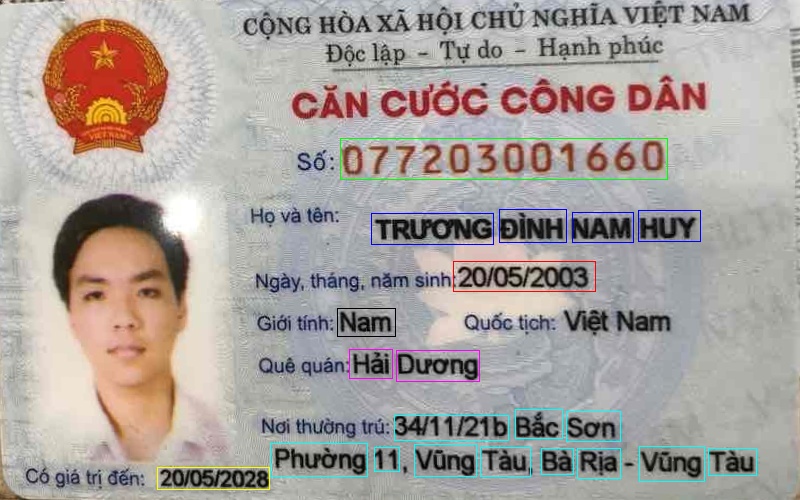 CỘNG HÒA XÃ HỘI CHỦ NGHĨA VIỆT NAM
Độc lập - Tự do - Hạnh phúc
CĂN CƯỚC CÔNG DÂN
Số: 077203001660
Họ và tên: TRƯƠNG ĐÌNH NAM HUY
Ngày, tháng, năm sinh: 20/05/2003
Giới tính: Nam Quốc tịch: Việt Nam
Quê quán: Hải Dương
Nơi thường trú: 34/11/21b Bắc Sơn
Phường 11, Vũng Tàu, Bà Rịa - Vũng Tàu
Có giá trị đến: 20/05/2028